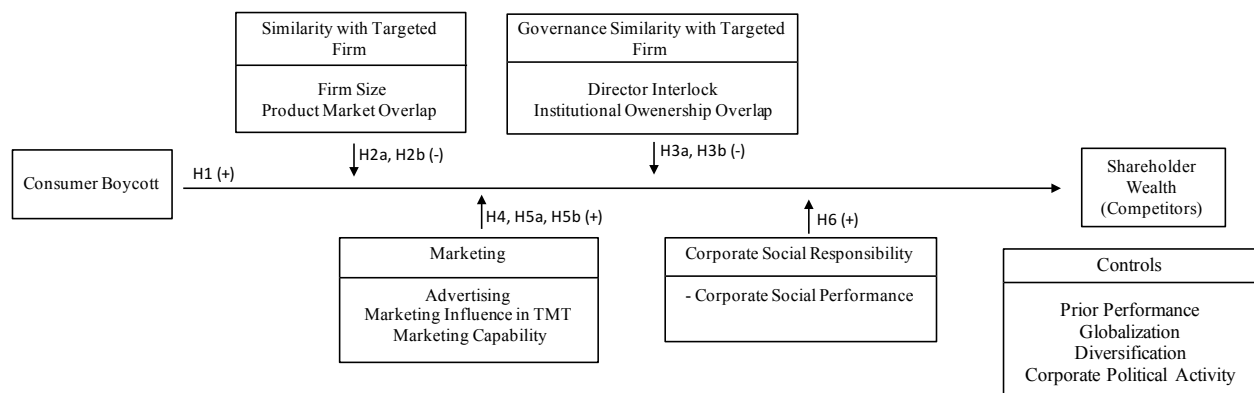 Similarity with Targeted
Firm
Firm Size
Product Market Overlap
Governance Similarity with Targeted
Firm
Director Interlock
Institutional Owenership Overlap
H2a, H2b (-)
H3a, H3b (-)
Consumer Boycott
H1 (+)
Shareholder
Wealth
(Competitors)
H4, H5a, H5b (+)
H6 (+)
Marketing
Advertising
Marketing Influence in TMT
Marketing Capability
Corporate Social Responsibility
- Corporate Social Performance
Controls
Prior Performance
Globalization
Diversification
Corporate Political Activity